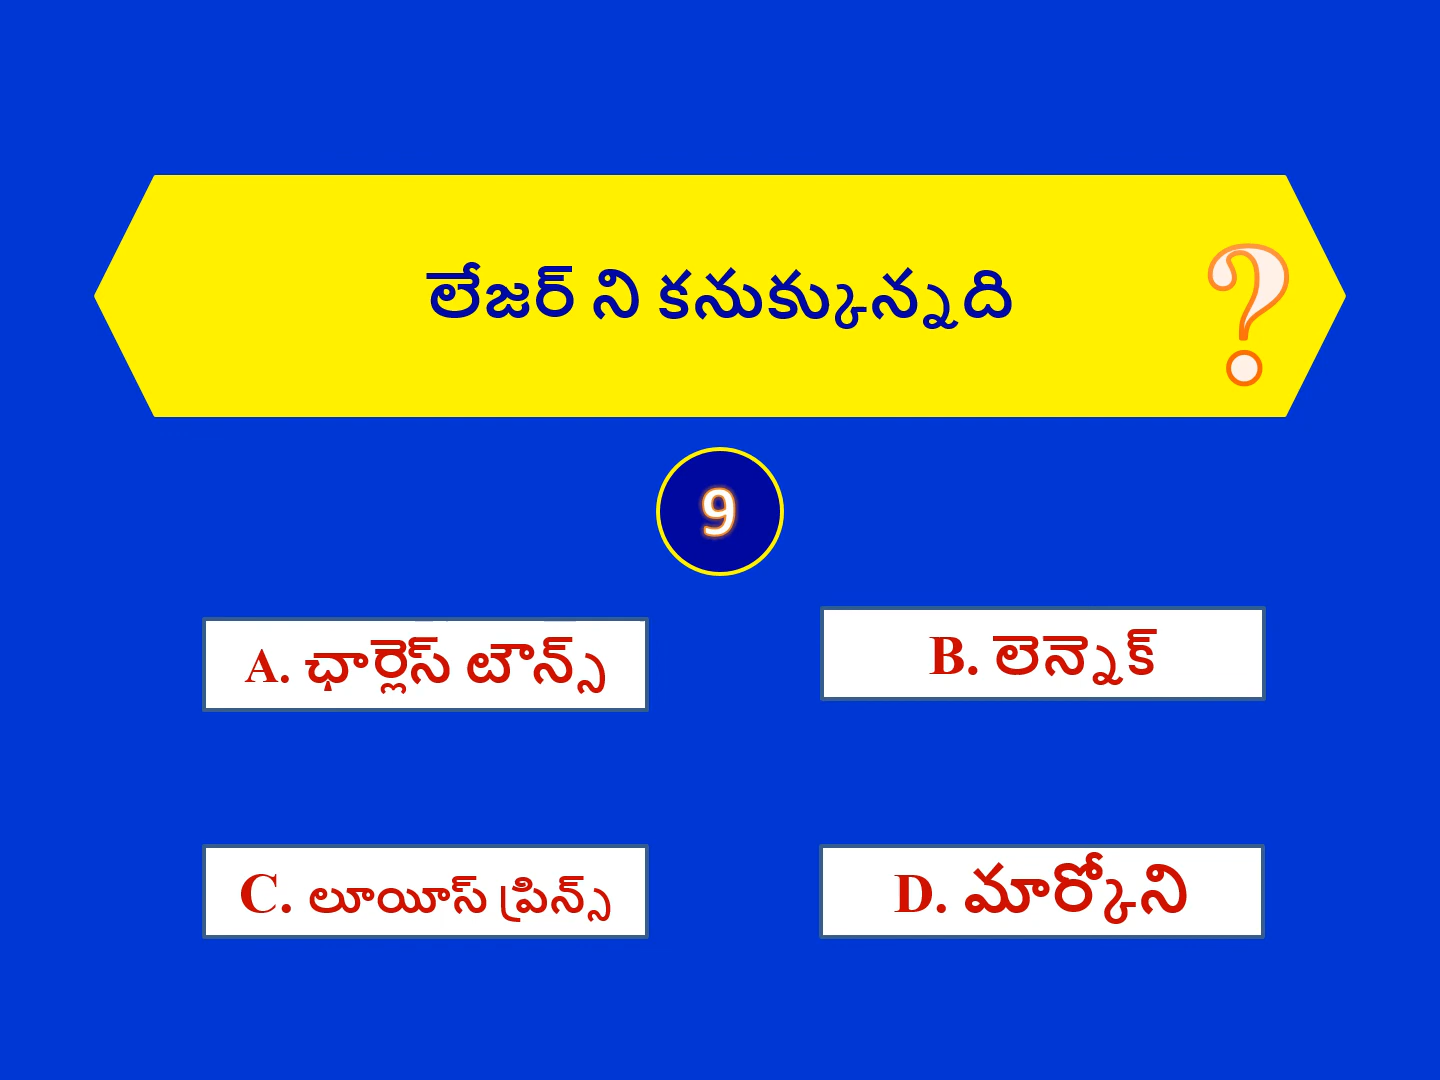 లేజర్ ని కనుక్కున్నది
?
9
A. ఛార్లెస్ టౌన్స్
B. లెన్నెక్
C. లూయీస్ ప్రిన్స్
D. మార్కోని